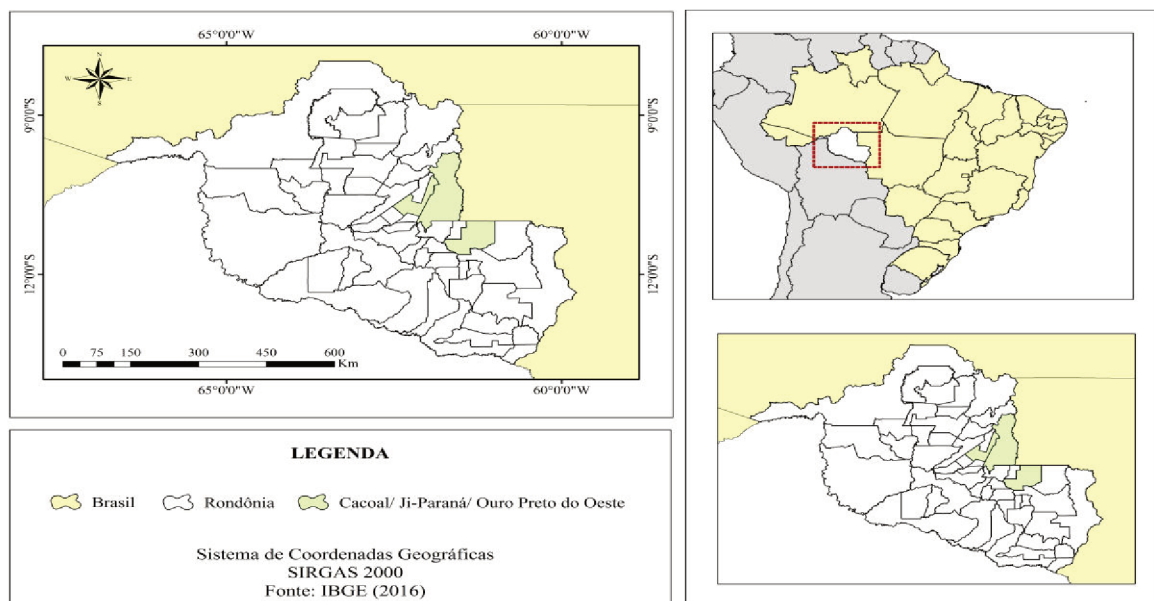 65°0'0"W 60°0'0"W
N
W E
S
9°0'0"S 9°0'0"S
12°0'0"S 12°0'0"S
0 75 150 300 450 600
Km
65°0'0"W 60°0'0"W
LEGENDA
Brasil Rondônia Cacoal/ Ji-Paraná/ Ouro Preto do Oeste
Sistema de Coordenadas Geográficas
SIRGAS 2000
Fonte: IBGE (2016)